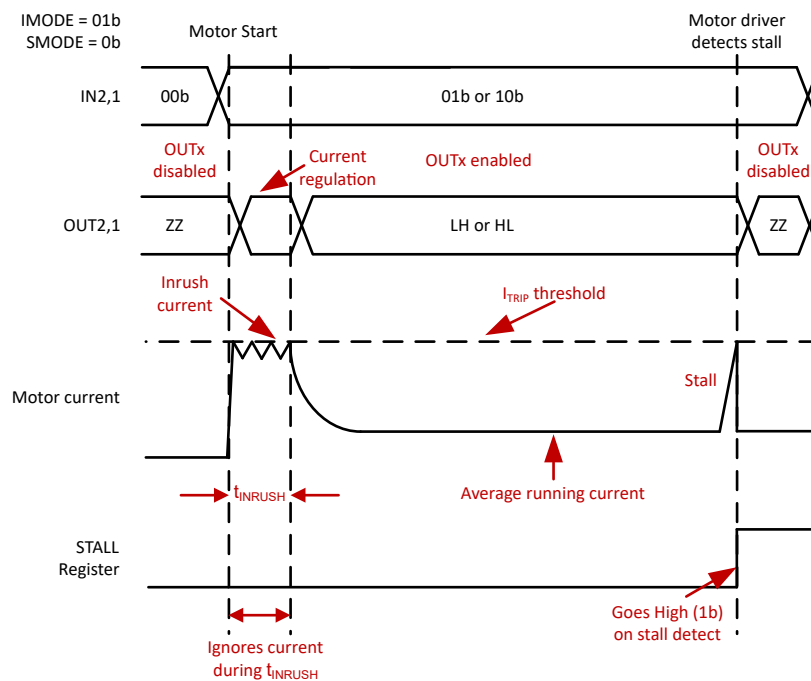 IMODE = 01b
SMODE = 0b
Motor Start
Motor driver
detects stall
IN2,1
00b
01b or 10b
OUTx
disabled
Current
regulation
OUTx enabled
OUTx
disabled
OUT2,1
ZZ
LH or HL
ZZ
Inrush
current
ITRIP threshold
Motor current
Stall
tINRUSH
Average running current
STALL
Register
Goes High (1b)
on stall detect
Ignores current
during tINRUSH